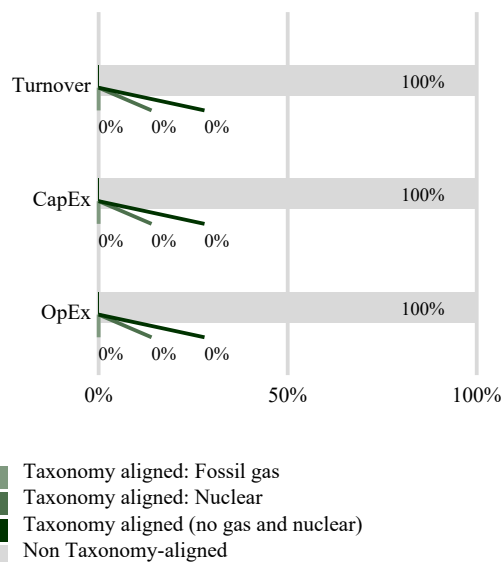 Turnover 100%
0% 0% 0%
CapEx 100%
0% 0% 0%
OpEx 100%
0% 0% 0%
0% 50% 100%
Taxonomy aligned: Fossil gas
Taxonomy aligned: Nuclear
Taxonomy aligned (no gas and nuclear)
Non Taxonomy-aligned